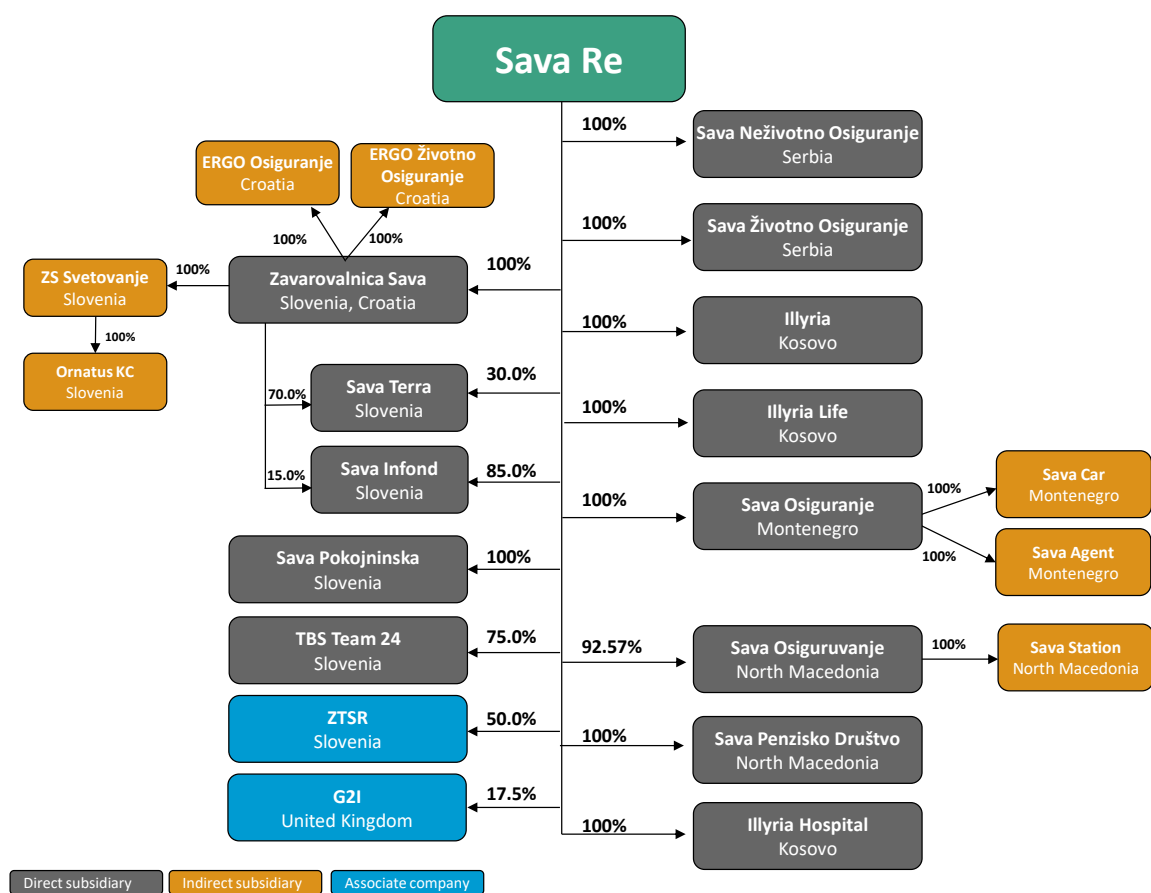 Sava Re
100%
Sava Neživotno Osiguranje
Serbia
ERGO Osiguranje
Croatia
ERGO Životno
Osiguranje
Croatia
100%
Sava Životno Osiguranje
Serbia
100%
100%
ZS Svetovanje
Slovenia
100%
Zavarovalnica Sava
Slovenia, Croatia
100%
100%
Illyria
Kosovo
100%
Ornatus KC
Slovenia
70.0%
Sava Terra
Slovenia
30.0%
100%
Illyria Life
Kosovo
15.0%
Sava Infond
Slovenia
85.0%
100%
Sava Osiguranje
Montenegro
100%
Sava Car
Montenegro
100%
Sava Agent
Montenegro
Sava Pokojninska
Slovenia
100%
TBS Team 24
Slovenia
75.0%
92.57%
Sava Osiguruvanje
North Macedonia
100%
Sava Station
North Macedonia
ZTSR
Slovenia
50.0%
100%
Sava Penzisko Društvo
North Macedonia
G2I
United Kingdom
17.5%
100%
Illyria Hospital
Kosovo
Direct subsidiary
Indirect subsidiary
Associate company